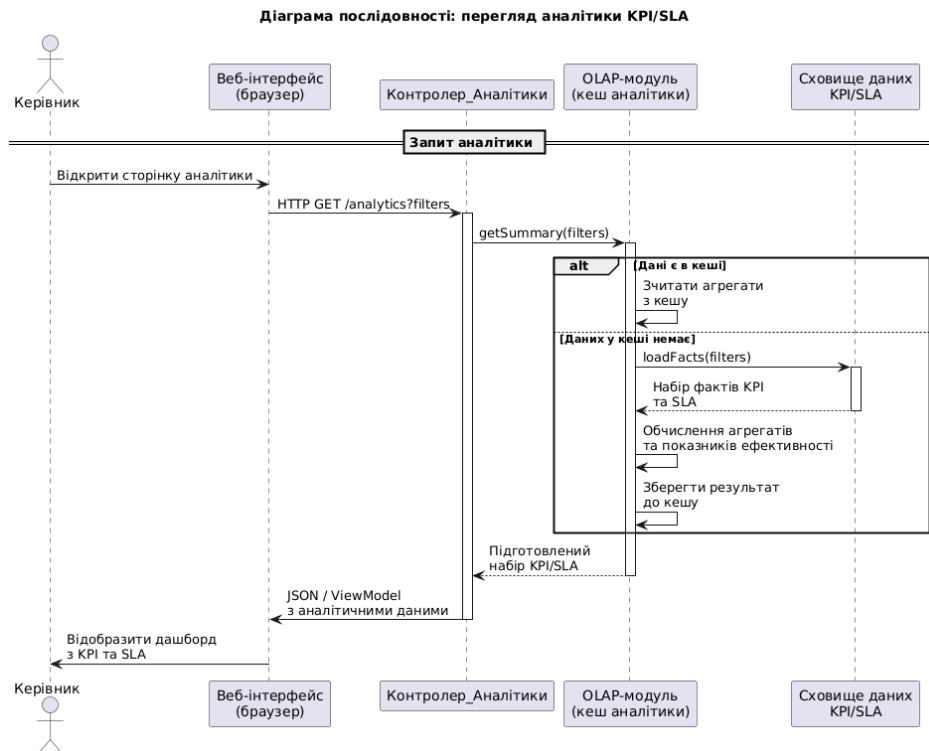 Діаграма послідовності: перегляд аналітики KPI/SLA
Керівник
Веб-інтерфейс
(браузер)
Контролер_Аналітики
OLAP-модуль
(кеш аналітики)
Сховище даних
KPI/SLA
Запит аналітики
Відкрити сторінку аналітики
HTTP GET /analytics?filters
getSummary(filters)
alt
[Дані є в кеші]
Зчитати агрегати
з кешу
[Даних у кеші немає]
loadFacts(filters)
Набір фактів KPI
та SLA
Обчислення агрегатів
та показників ефективності
Зберегти результат
до кешу
Підготовлений
набір KPI/SLA
JSON / ViewModel
з аналітичними даними
Відобразити дашборд
з KPI та SLA
Керівник
Веб-інтерфейс
(браузер)
Контролер_Аналітики
OLAP-модуль
(кеш аналітики)
Сховище даних
KPI/SLA